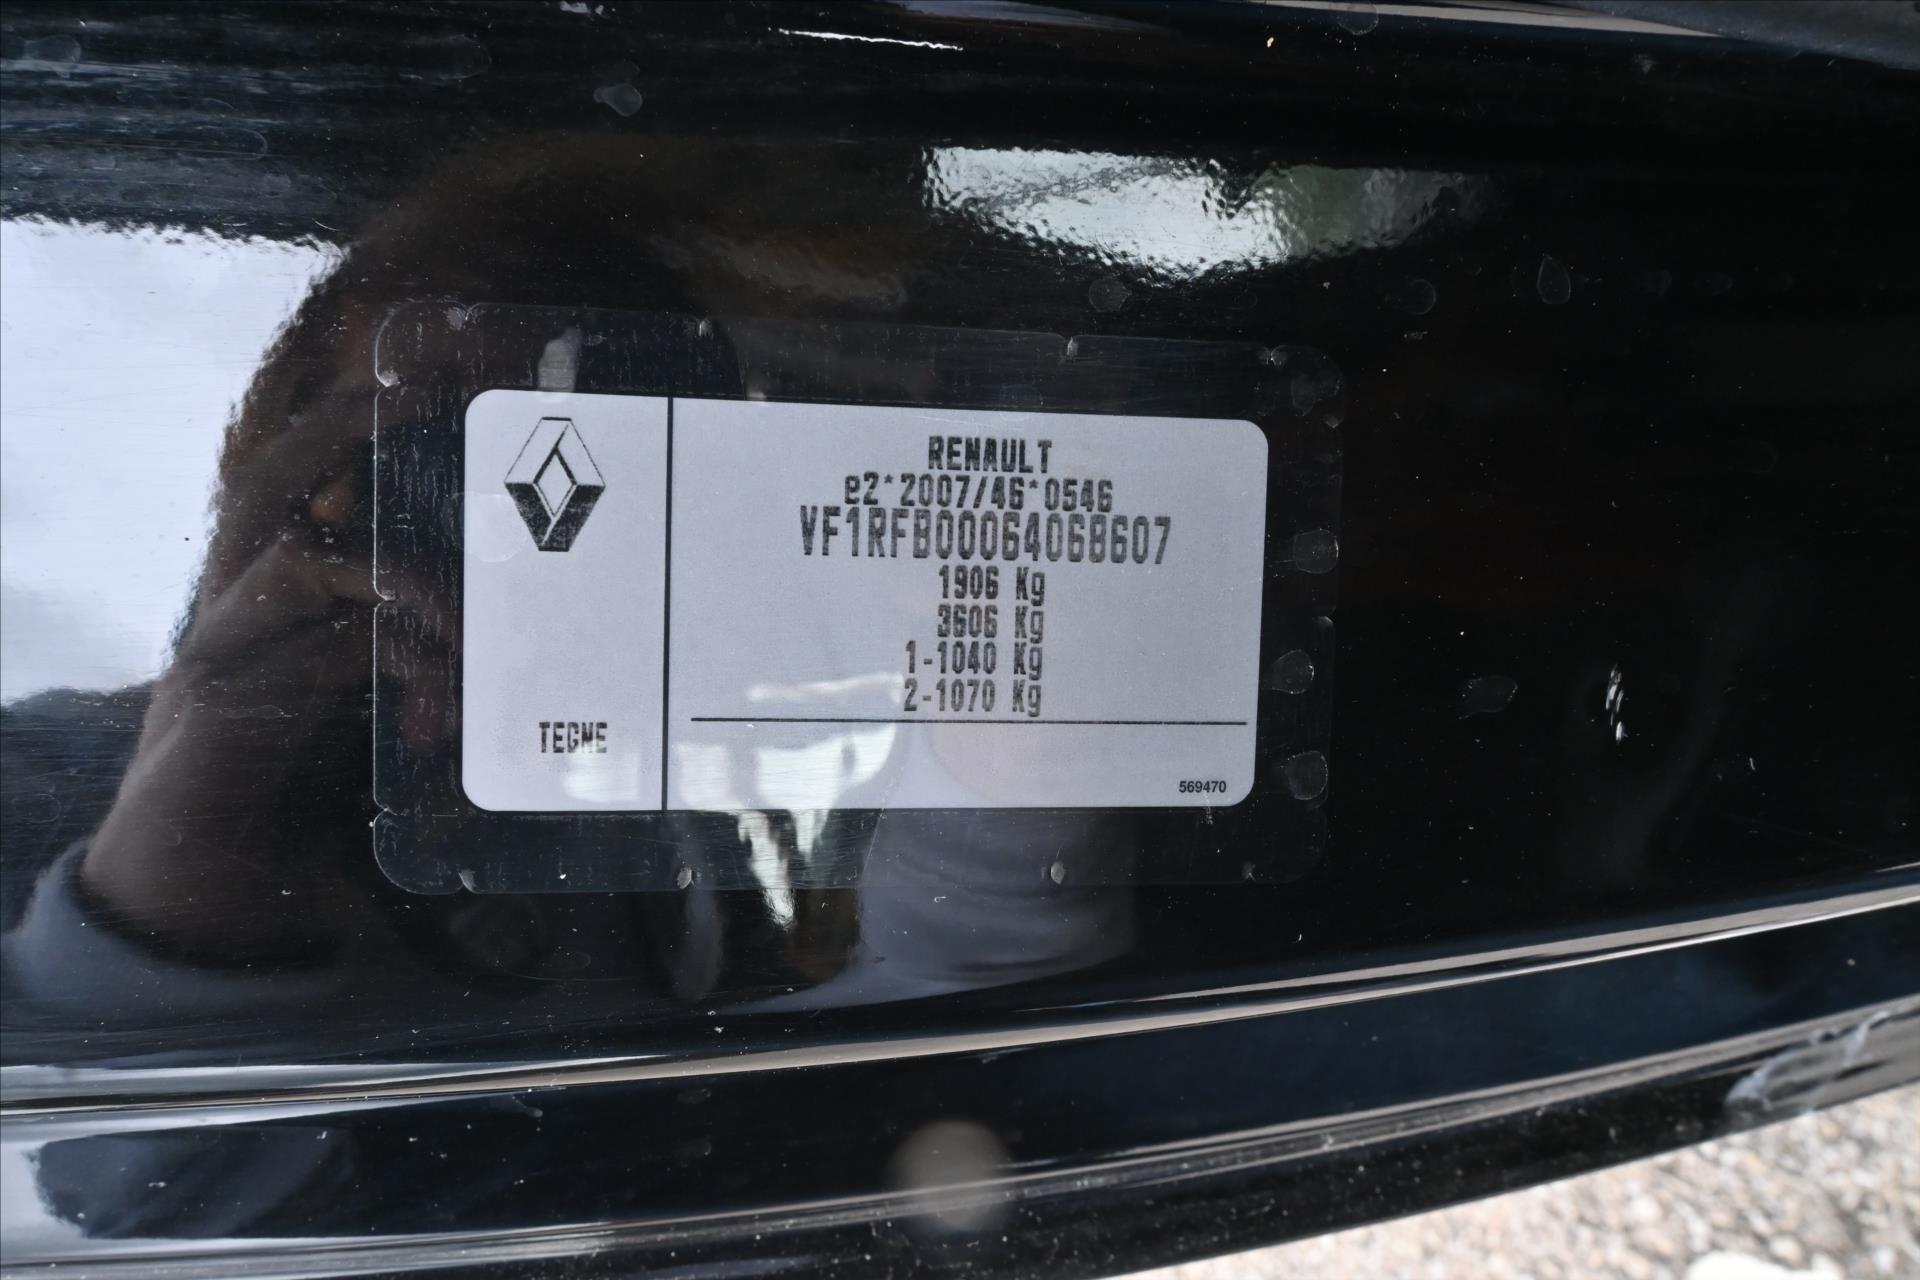 RENAULT
e2*2007/46*0546
VF1RFB00064068607
1906 Kg
3606 Kg
1-1040 Kg
2-1070 Kg
TEGNE
569470